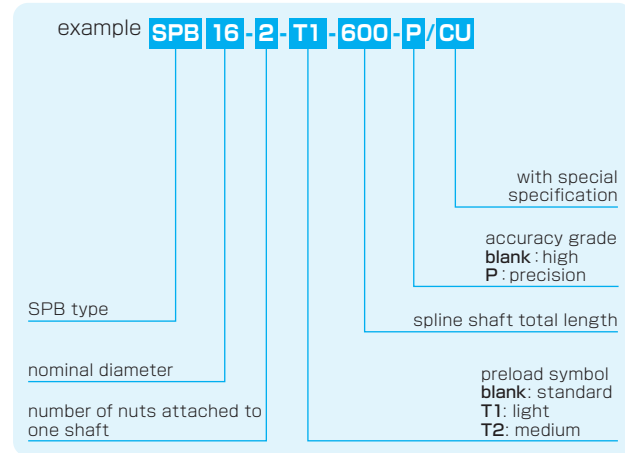 example SPB 16 - 2 - T1 - 600 - P / CU
with special
specification
accuracy grade
blank : high
P : precision
SPB type
spline shaft total length
nominal diameter
preload symbol
blank: standard
T1: light
T2: medium
number of nuts attached to
one shaft